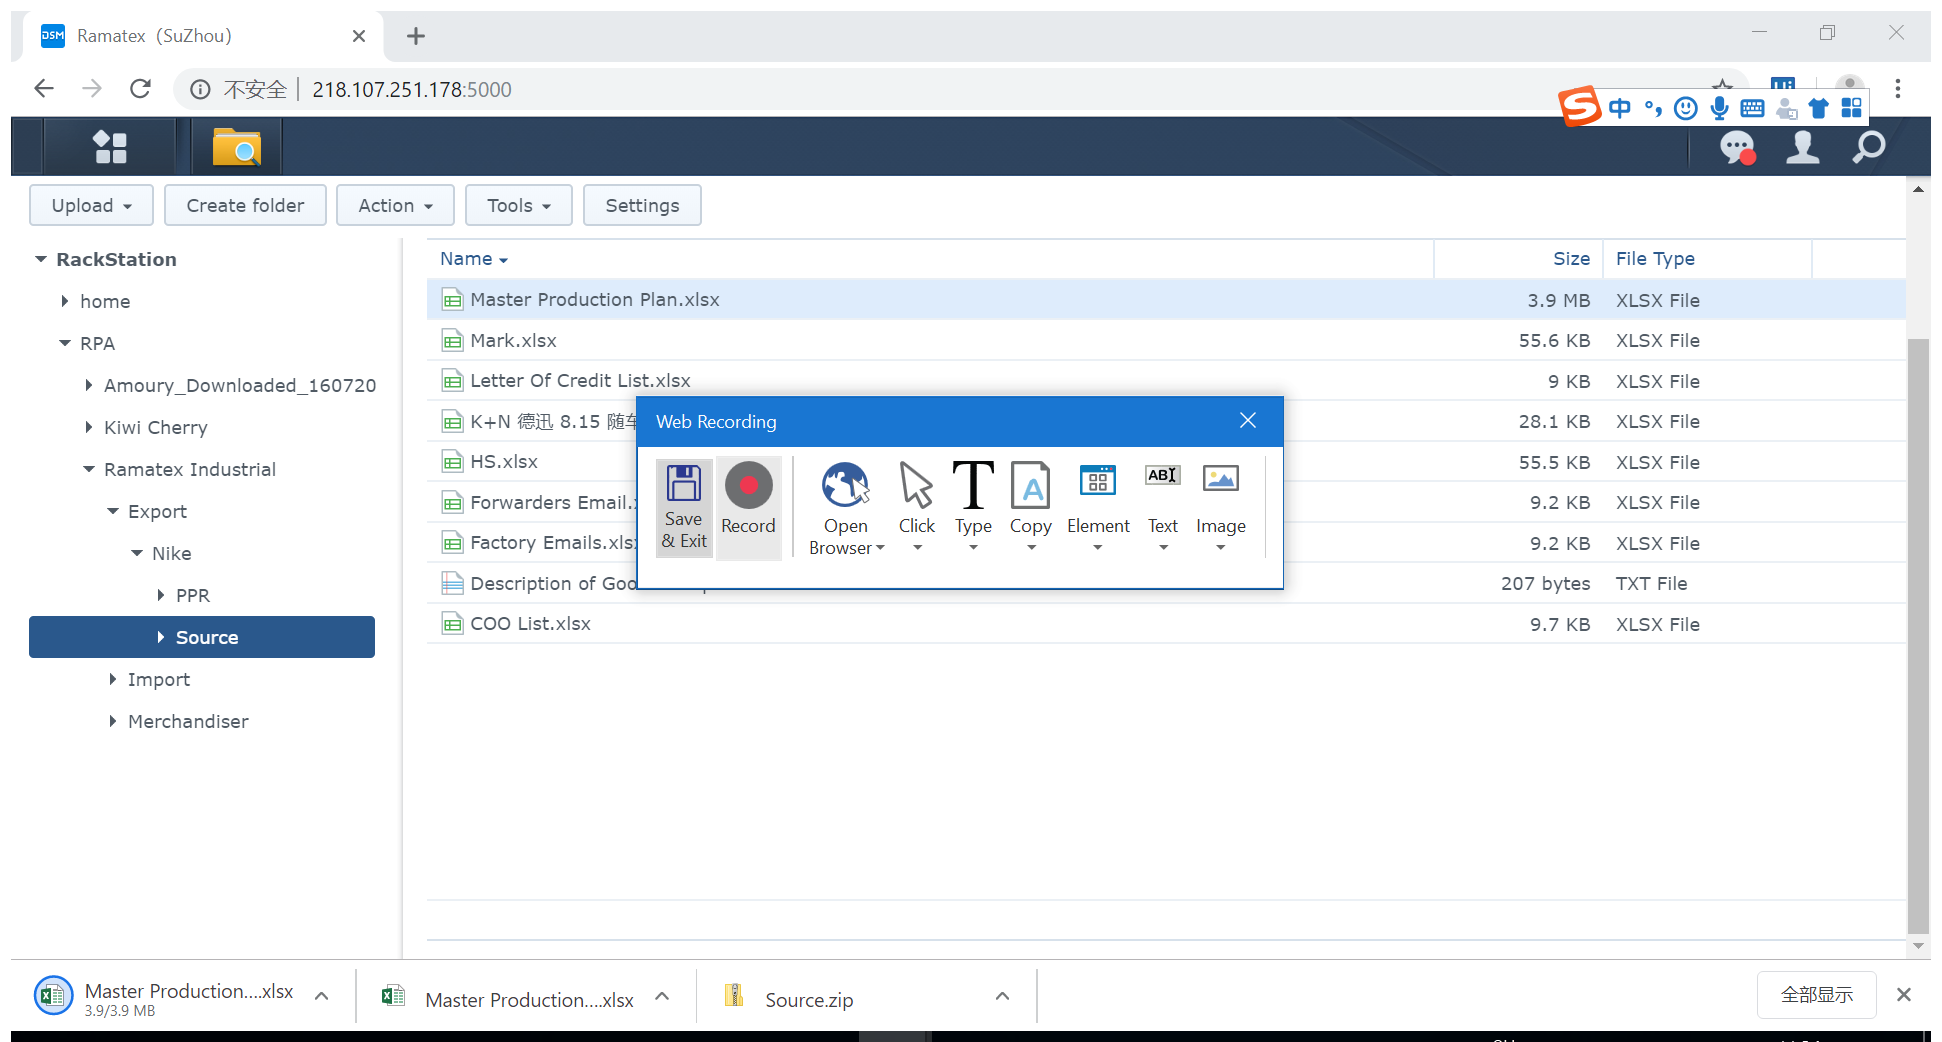 DSM Ramatex（SuZhou）
不安全 218.107.251.178:5000
中
Upload Create folder Action Tools Settings
RackStation
home
RPA
Amoury_Downloaded_160720
Kiwi Cherry
Ramatex Industrial
Export
Nike
PPR
Source
Import
Merchandiser
Name Size File Type
Master Production Plan.xlsx 3.9 MB XLSX File
Mark.xlsx 55.6 KB XLSX File
Letter Of Credit List.xlsx 9 KB XLSX File
K+N 德迅 8.15 随车 28.1 KB XLSX File
HS.xlsx 55.5 KB XLSX File
Forwarders Email. 9.2 KB XLSX File
Factory Emails.xls 9.2 KB XLSX File
Description of Goo 207 bytes TXT File
COO List.xlsx 9.7 KB XLSX File
Web Recording
Save & Exit
Record
Open Browser
Click
Type
Copy
Element
Text
Image
Master Production....xlsx
3.9/3.9 MB
Master Production....xlsx
Source.zip
全部显示